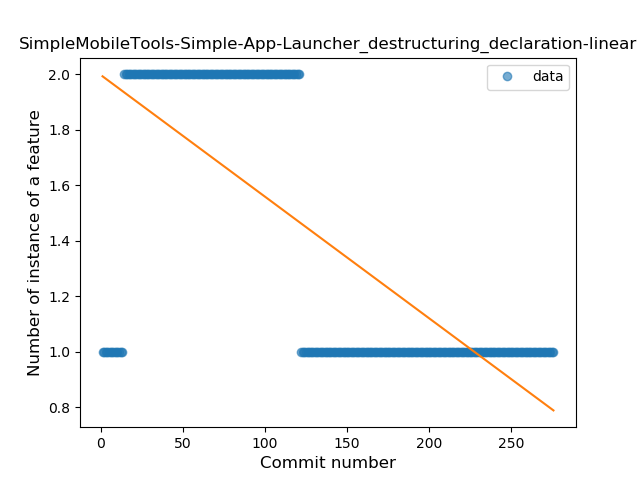 SimpleMobileTools-Simple-App-Launcher_destructuring_declaration-linear
data
Number of instance of a feature
2.0
1.8
1.6
1.4
1.2
1.0
0.8
0 50 100 150 200 250
Commit number